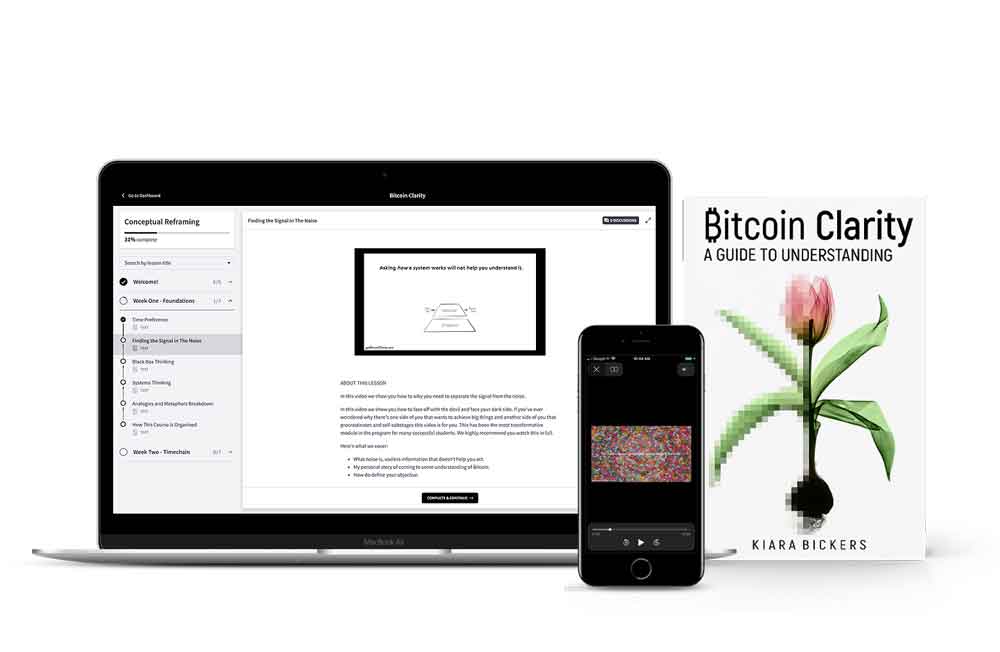 Go to Dashboard
Bitcoin Clarity
Conceptual Reframing
22% complete
Search by lesson title
Welcome!
Week One - Foundations
1/7
Time Preference
TEXT
Finding the Signal in The Noise
TEXT
Black Box Thinking
TEXT
Systems Thinking
TEXT
Analogies and Metaphors Breakdown
TEXT
How This Course is Organised
TEXT
Week Two - Timechain
Finding the Signal in The Noise
DISCUSSIONS
Asking how a system works will not help you understand it.
ABOUT THIS LESSON
In this video we show you how to why you need to separate the signal from the noise.
In this video we show you how to face off with the devil and face your dark side. If you've ever
wondered why there's one side of you that wants to achieve big things and another side of you that
procrastinates and self-sabotages this video is for you. This has been the most transformative
module in the program for many successful students. We highly recommend you watch this in full.
Here's what we cover:
• What noise is, useless information that doesn't help you act.
• My personal story of coming to some understanding of Bitcoin.
• How do define your objective.
COMPLETE & CONTINUE →
MacBook Air
₿itcoin Clarity
A GUIDE TO UNDERSTANDING
KIARA BICKERS